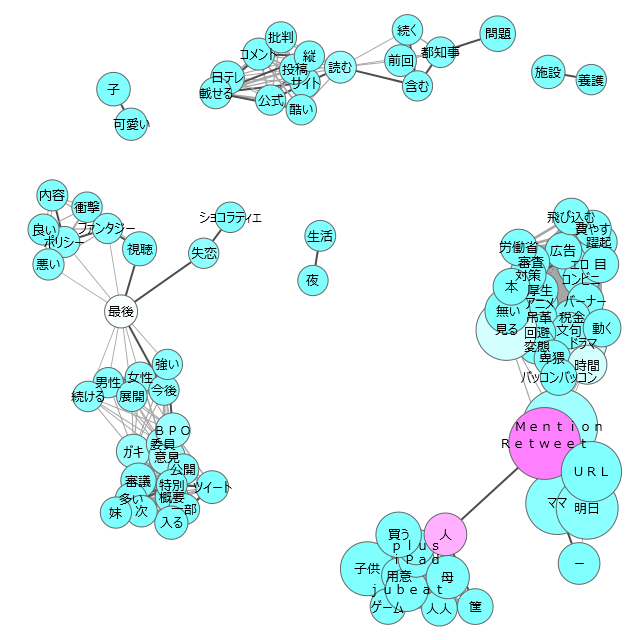 続く
問題
批判
縦
コメント
都知事
前回
読む
投稿
日テレ
サイト
含む
載せる
公式
酷い
施設
養護
子
可愛い
内容
衝撃
ファンタジー
良い
ポリシー
悪い
視聴
ショコラティエ
失恋
生活
夜
最後
飛び込む
費やす
躍起
労働省
広告
審査
エロ
目
対策
コンビニ
本
厚生
アニメ
バーナー
無い
吊革
税金
見る
回避
文句
動く
変態
ドラマ
卑猥
時間
バッコンバッコン
強い
女性
男性
今後
続ける
展開
BPO
委員
ガキ
意見
公開
審議
特別
ツイート
多い
概要
妹
次
一部
入る
Mention
Retweet
URL
ママ
明日
ー
人
買う
plus
iPad
子供
用意
母
jubeat
ゲーム
人人
筐